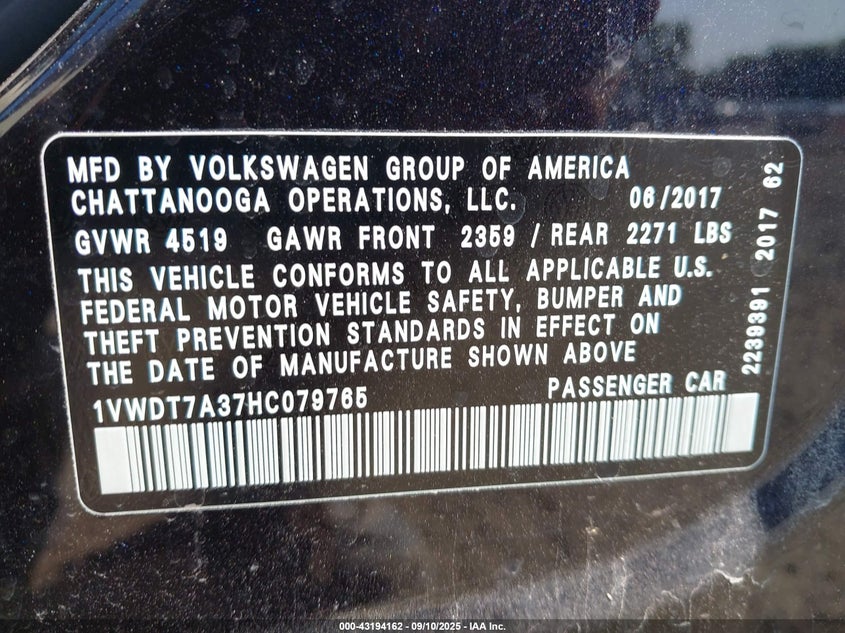 MFD BY VOLKSWAGEN GROUP OF AMERICA
CHATTANOOGA OPERATIONS, LLC. 06/2017
GVWR 4519 GAWR FRONT 2359 / REAR 2271 LBS
THIS VEHICLE CONFORMS TO ALL APPLICABLE U.S.
FEDERAL MOTOR VEHICLE SAFETY, BUMPER AND
THEFT PREVENTION STANDARDS IN EFFECT ON
THE DATE OF MANUFACTURE SHOWN ABOVE
1VWDT7A37HC079765 PASSENGER CAR
2239391 2017 62
000-43194162 - 09/10/2025 - IAA Inc.